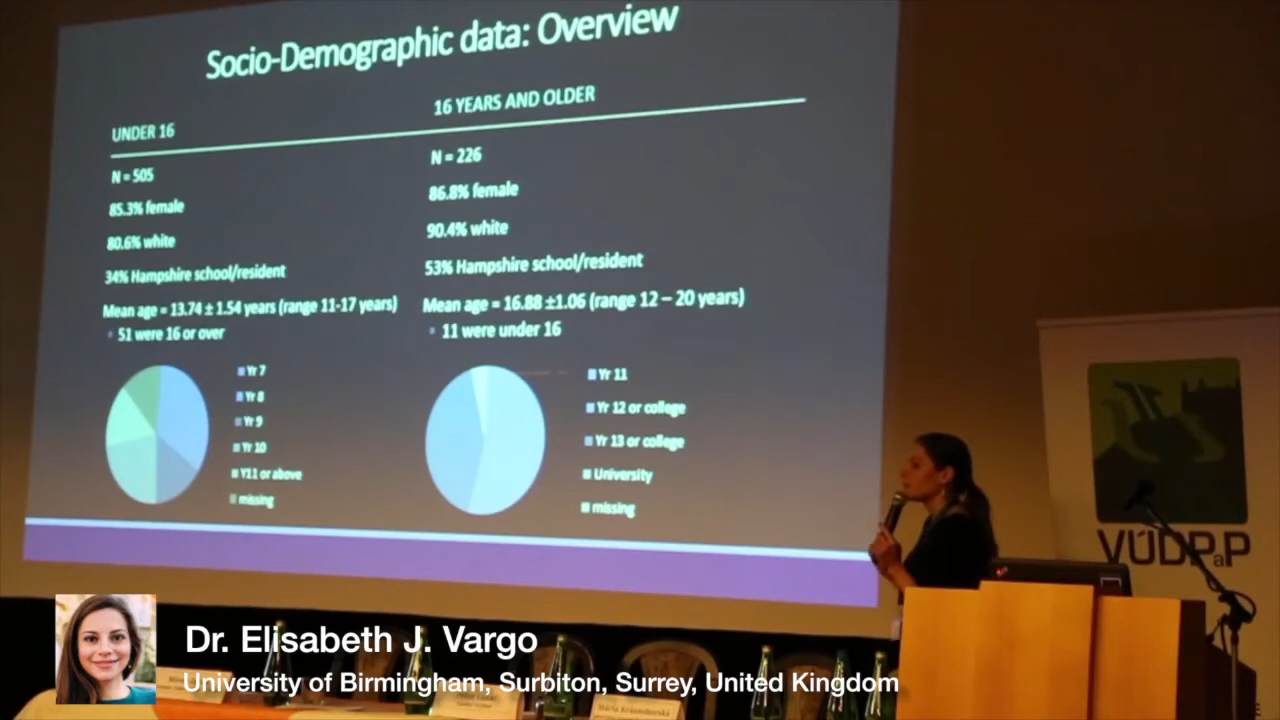 Socio-Demographic data: Overview
UNDER 16
16 YEARS AND OLDER
N = 505
85.3% female
80.6% white
34% Hampshire school/resident
Mean age = 13.74 ± 1.54 years (range 11-17 years)
51 were 16 or over
N = 226
86.8% female
90.4% white
53% Hampshire school/resident
Mean age = 16.88 ±1.06 (range 12 – 20 years)
11 were under 16
Yr 7
Yr 8
Yr 9
Yr 10
Y11 or above
missing
Yr 11
Yr 12 or college
Yr 13 or college
University
missing
VÚDPaP
Dr. Elisabeth J. Vargo
University of Birmingham, Surbiton, Surrey, United Kingdom